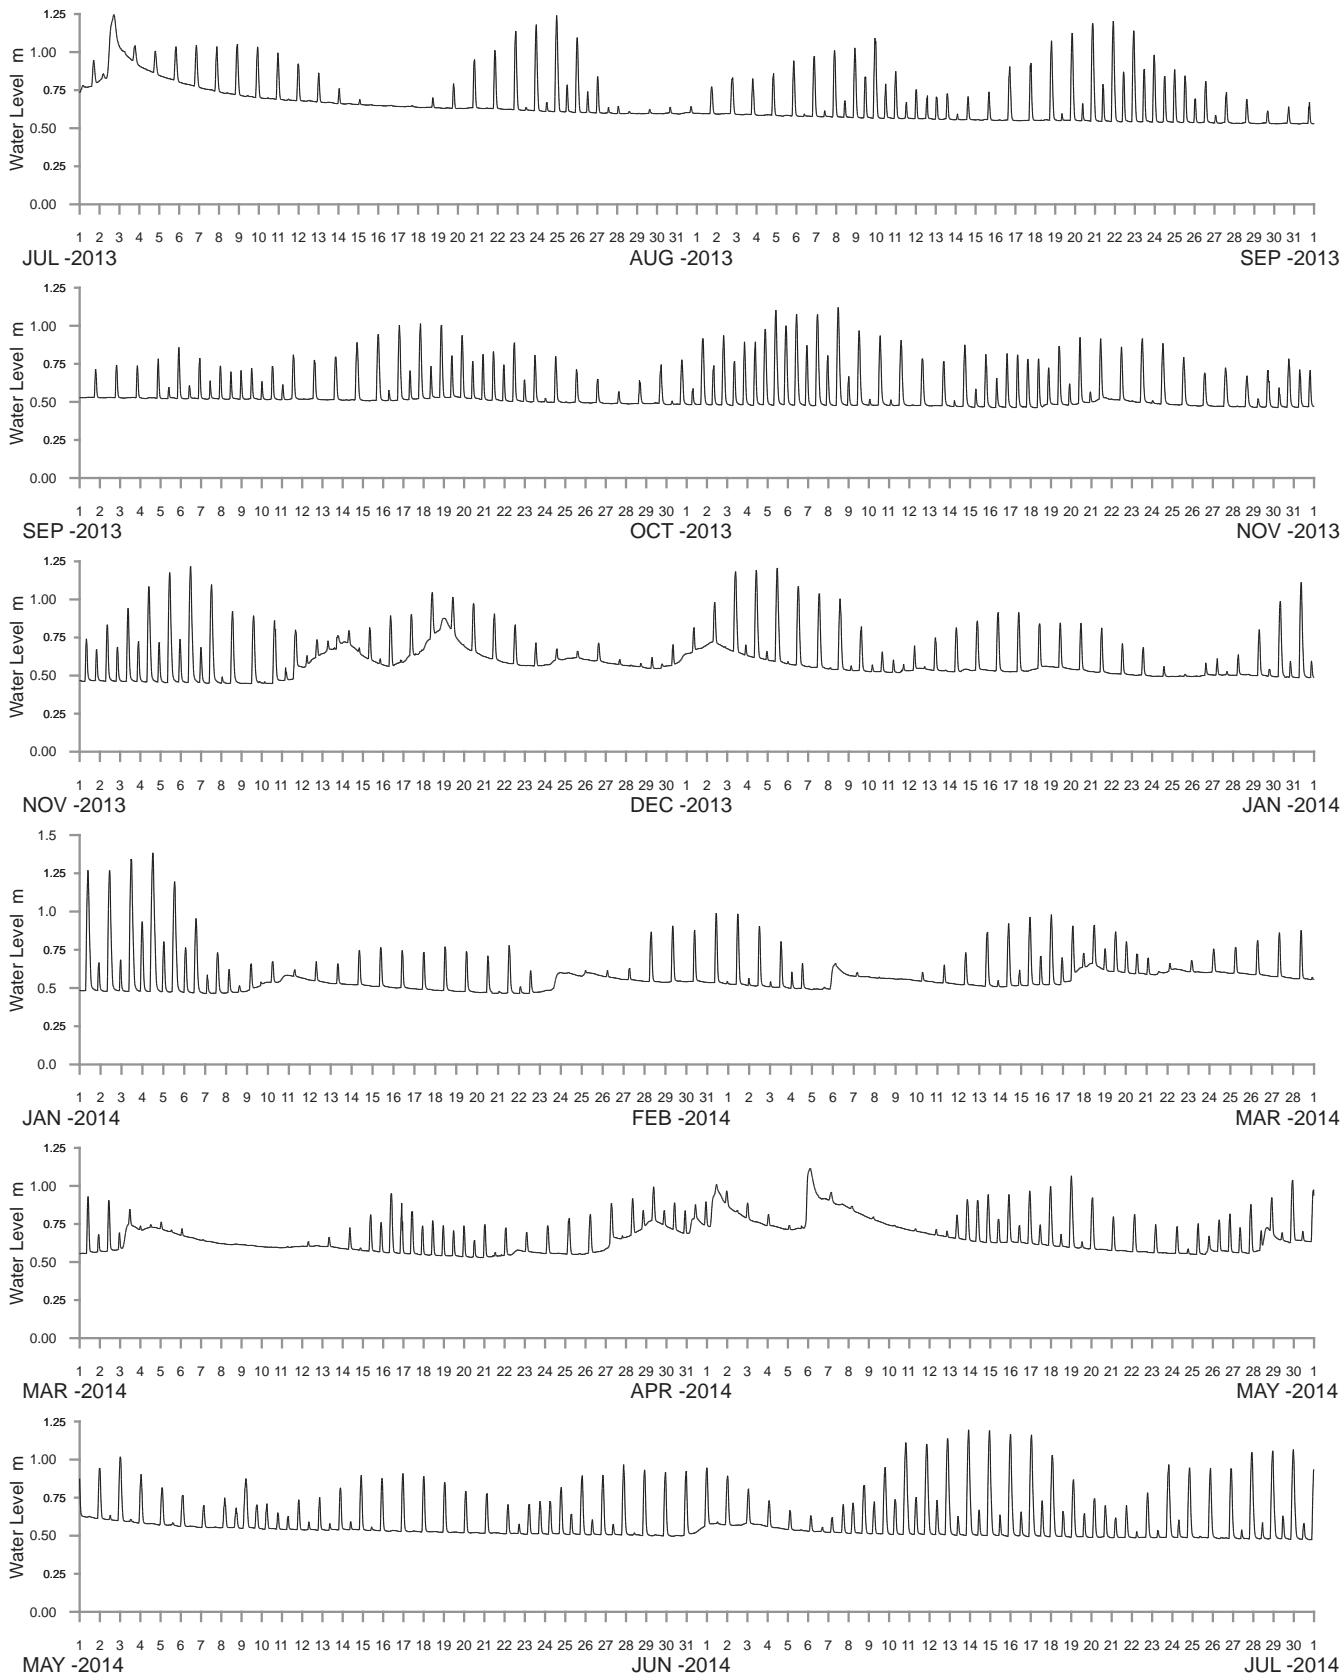 1.25
1.00
0.75
0.50
0.25
0.00
Water Level m
1 2 3 4 5 6 7 8 9 10 11 12 13 14 15 16 17 18 19 20 21 22 23 24 25 26 27 28 29 30 31 1 2 3 4 5 6 7 8 9 10 11 12 13 14 15 16 17 18 19 20 21 22 23 24 25 26 27 28 29 30 31 1
JUL -2013 AUG -2013 SEP -2013
1.25
1.00
0.75
0.50
0.25
0.00
Water Level m
1 2 3 4 5 6 7 8 9 10 11 12 13 14 15 16 17 18 19 20 21 22 23 24 25 26 27 28 29 30 1 2 3 4 5 6 7 8 9 10 11 12 13 14 15 16 17 18 19 20 21 22 23 24 25 26 27 28 29 30 31 1
SEP -2013 OCT -2013 NOV -2013
1.25
1.00
0.75
0.50
0.25
0.00
Water Level m
1 2 3 4 5 6 7 8 9 10 11 12 13 14 15 16 17 18 19 20 21 22 23 24 25 26 27 28 29 30 1 2 3 4 5 6 7 8 9 10 11 12 13 14 15 16 17 18 19 20 21 22 23 24 25 26 27 28 29 30 31 1
NOV -2013 DEC -2013 JAN -2014
1.5
1.25
1.0
0.75
0.5
0.25
0.0
Water Level m
1 2 3 4 5 6 7 8 9 10 11 12 13 14 15 16 17 18 19 20 21 22 23 24 25 26 27 28 29 30 31 1 2 3 4 5 6 7 8 9 10 11 12 13 14 15 16 17 18 19 20 21 22 23 24 25 26 27 28 1
JAN -2014 FEB -2014 MAR -2014
1.25
1.00
0.75
0.50
0.25
0.00
Water Level m
1 2 3 4 5 6 7 8 9 10 11 12 13 14 15 16 17 18 19 20 21 22 23 24 25 26 27 28 29 30 31 1 2 3 4 5 6 7 8 9 10 11 12 13 14 15 16 17 18 19 20 21 22 23 24 25 26 27 28 29 30 1
MAR -2014 APR -2014 MAY -2014
1.25
1.00
0.75
0.50
0.25
0.00
Water Level m
1 2 3 4 5 6 7 8 9 10 11 12 13 14 15 16 17 18 19 20 21 22 23 24 25 26 27 28 29 30 31 1 2 3 4 5 6 7 8 9 10 11 12 13 14 15 16 17 18 19 20 21 22 23 24 25 26 27 28 29 30 1
MAY -2014 JUN -2014 JUL -2014